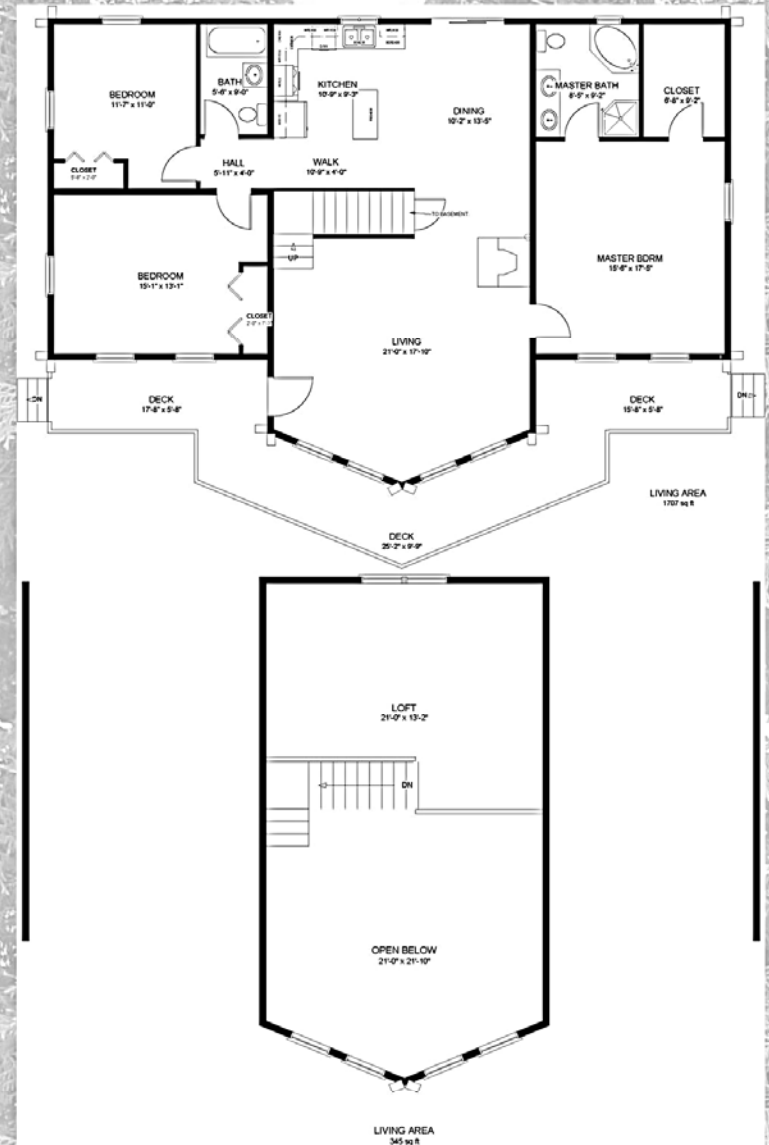 BEDROOM
11'-7" x 11'-0"
BATH
5'-6" x 9'-0"
KITCHEN
10'-9" x 9'-3"
DINING
10'-2" x 13'-5"
MASTER BATH
8'-5" x 9'-2"
CLOSET
6'-8" x 9'-2"
CLOSET
HALL
5'-11" x 4'-0"
WALK
10'-9" x 4'-0"
TO BASEMENT
UP
BEDROOM
15'-1" x 13'-1"
CLOSET
MASTER BDRM
15'-6" x 17'-5"
LIVING
21'-0" x 17'-10"
DN
DECK
17'-8" x 5'-8"
DECK
15'-8" x 5'-8"
DN
LIVING AREA
1707 sq ft
DECK
25'-2" x 9'-9"
LOFT
21'-0" x 13'-2"
DN
OPEN BELOW
21'-0" x 21'-10"
LIVING AREA
345 sq ft